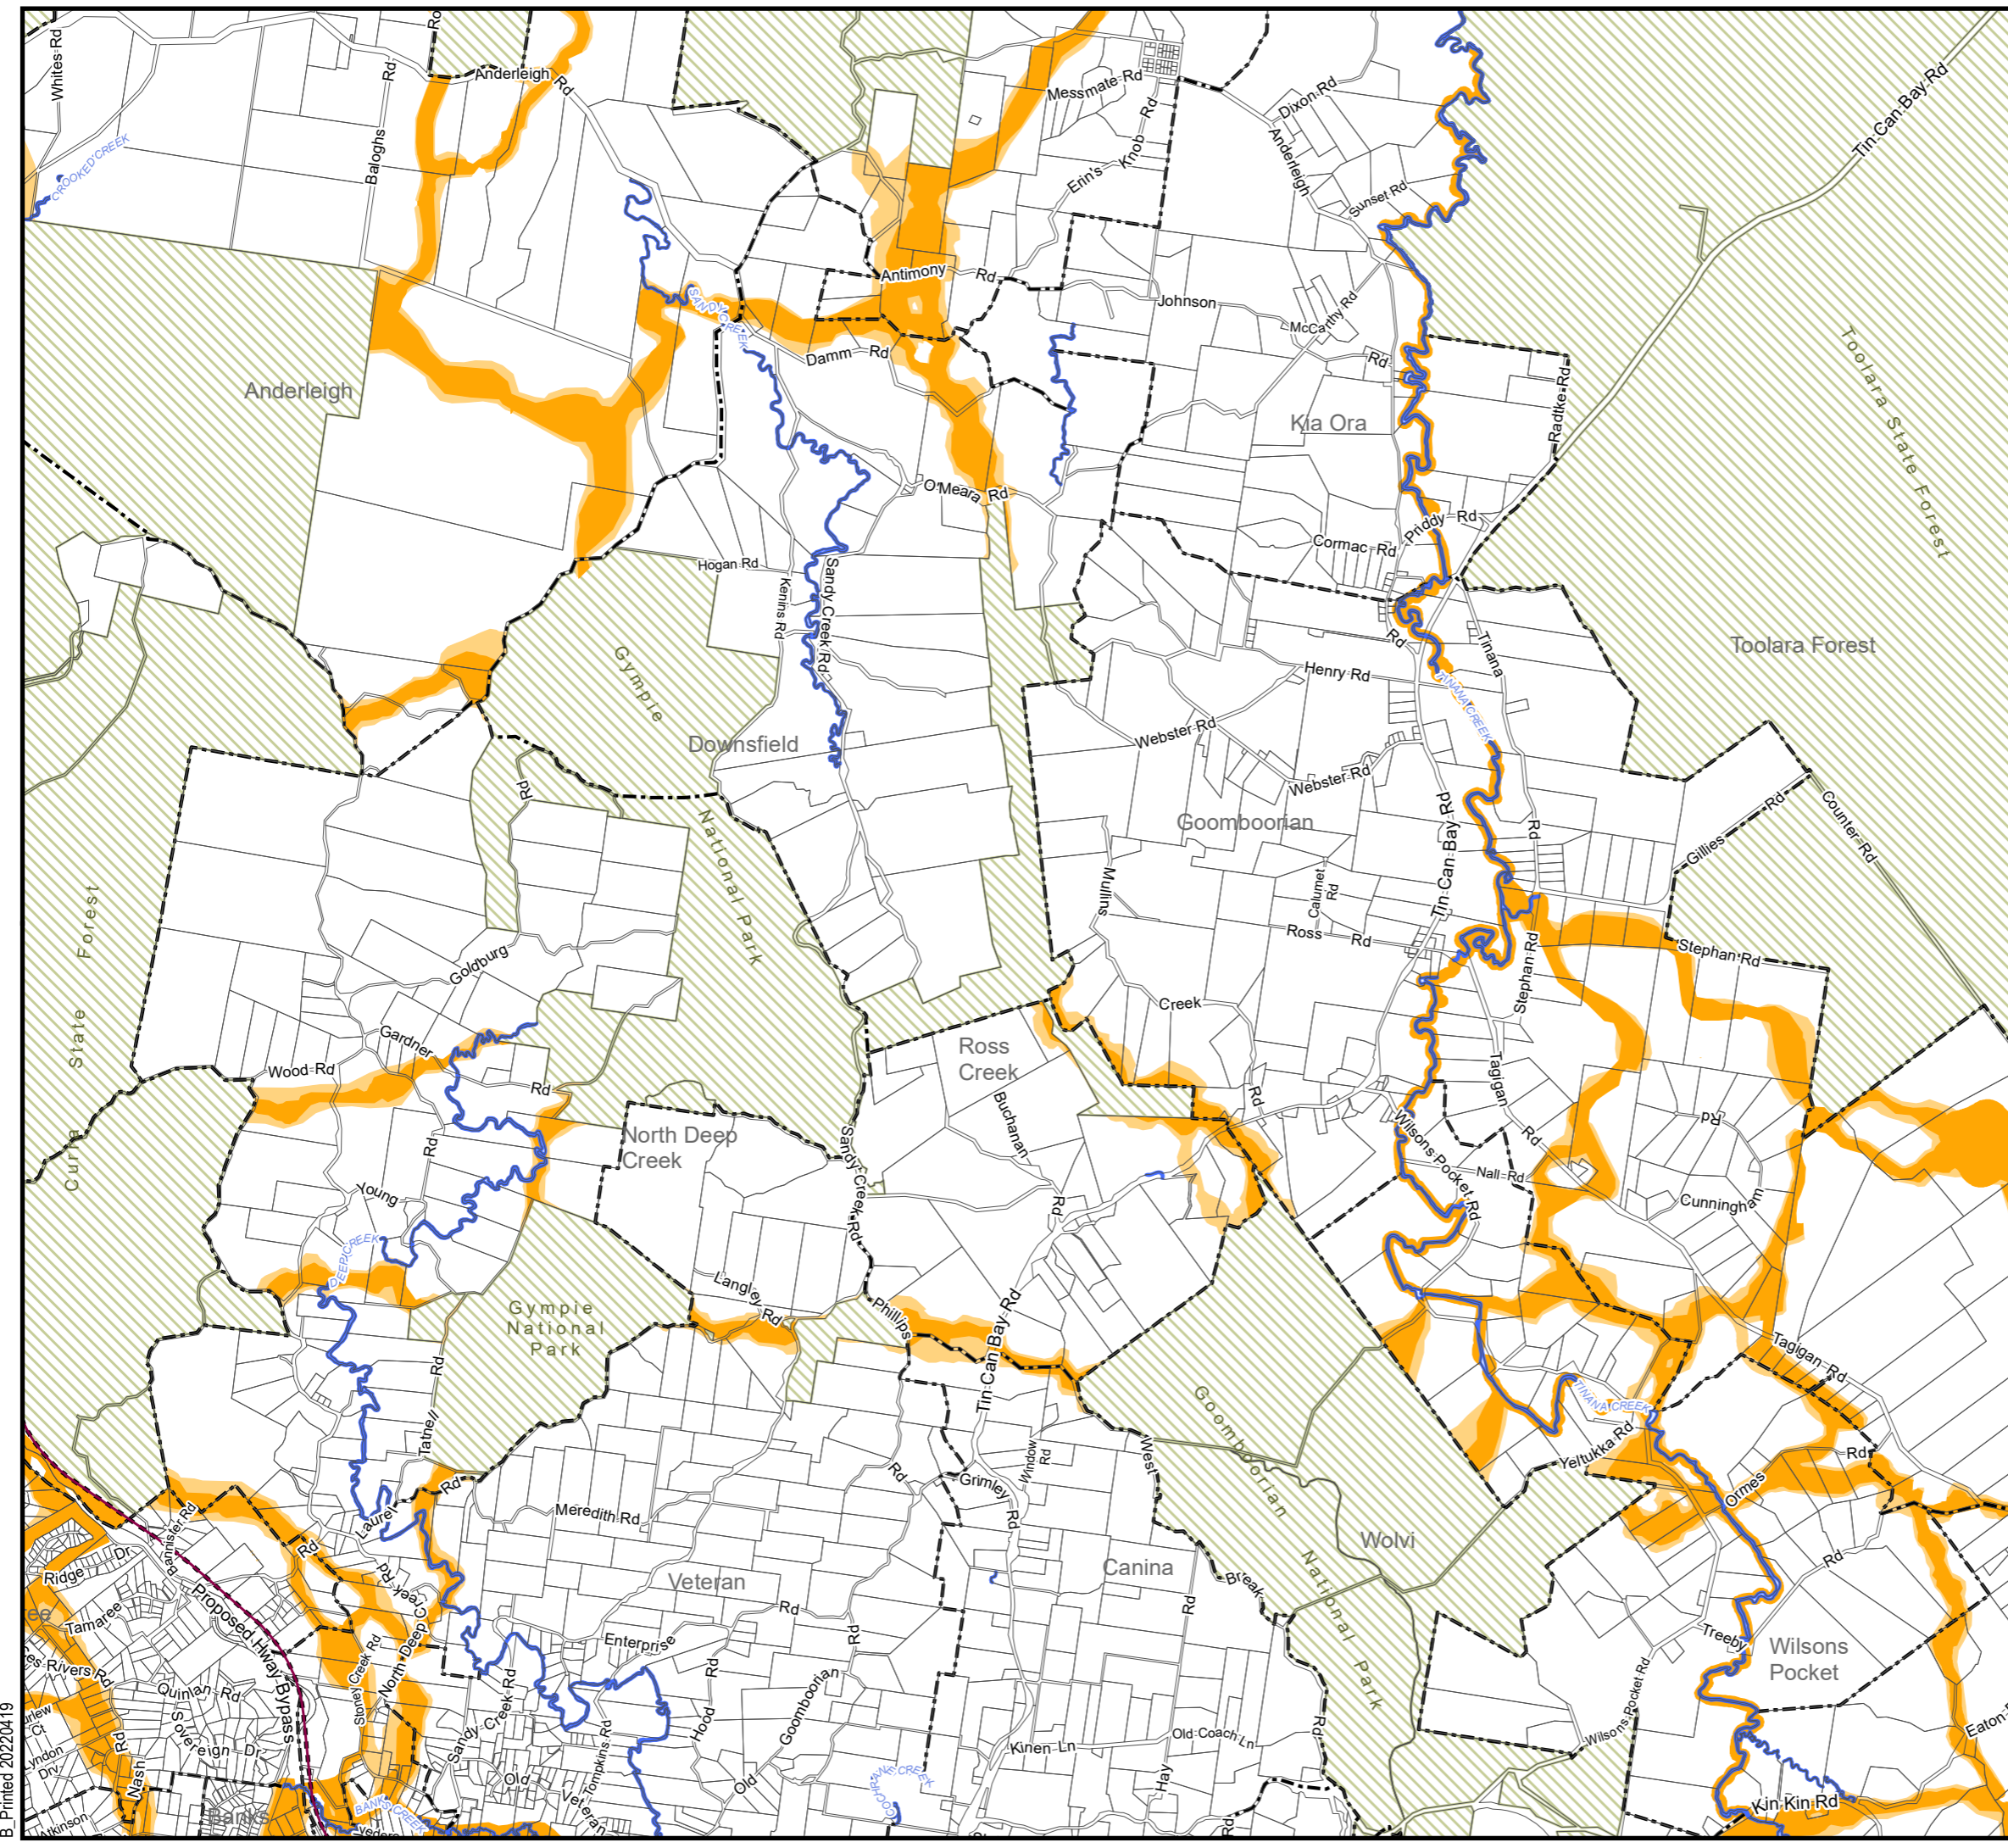 Whites Rd
Rd
Baloghs
Anderleigh
Rd
CROOKED CREEK
Messmate Rd
Erin's Knob Rd
Dixon Rd
Anderleigh
Sunset Rd
Tin Can Bay Rd
Antimony Rd
Johnson
McCarthy Rd
Rd
SANDY CREEK
Damm Rd
Anderleigh
Kia Ora
Radtke Rd
Toolara State Forest
O'Meara Rd
Priddy Rd
Cormac Rd
Hogan Rd
Kenins Rd
Sandy Creek Rd
Rd
Tinana
Henry Rd
Toolara Forest
Gympie
National Park
Downsfield
Webster Rd
Webster Rd
TINANA CREEK
Rd
Goomboorian
Tin Can Bay Rd
Rd
Gillies Rd
Counter Rd
Mullins
Calumet
Rd
Ross Rd
Stephan Rd
Stephan Rd
Curra State Forest
Goldburg
Gardner
Rd
Wood Rd
Creek
Rd
Ross
Creek
Buchanan
Rd
Tagigan
Rd
Rd
North Deep
Creek
Sandy Creek Rd
Wilsons Pocket Rd
Nall Rd
Cunningham
Rd
Young
DEEP CREEK
Langley Rd
Phillips
Gympie
National
Park
Tin Can Bay Rd
Tagigan Rd
Rd
Tatnell
TINANA CREEK
Yeltukka Rd
Rd
Ormes
Goomboorian
National Park
West
Window
Rd
Grimley
Rd
Rd
Meredith Rd
Laurel
Rd
Bannister Rd
Rd
Creek Rd
North Deep
Wolvi
Canina
Veteran
Break
Rd
Rd
Ridge
Dr
Tamaree
Proposed Hway Bypass
Rivers Rd
Quinlan Rd
Stoney Creek Rd
Enterprise
Rd
Rd
Treeby
Rd
Wilsons
Pocket
Ct
Lyndon
Drv
Rd
Nash
Sovereign Dr
Sandy Creek Rd
Tompkins Rd
Hood Rd
Goomboorian
Old
Kinen Ln
Old Coach Ln
Hay
Rd
Wilsons Pocket Rd
Old
Veteran
Banks
BANKS CREEK
Rd
Kin Kin Rd
B_Printed 20220419